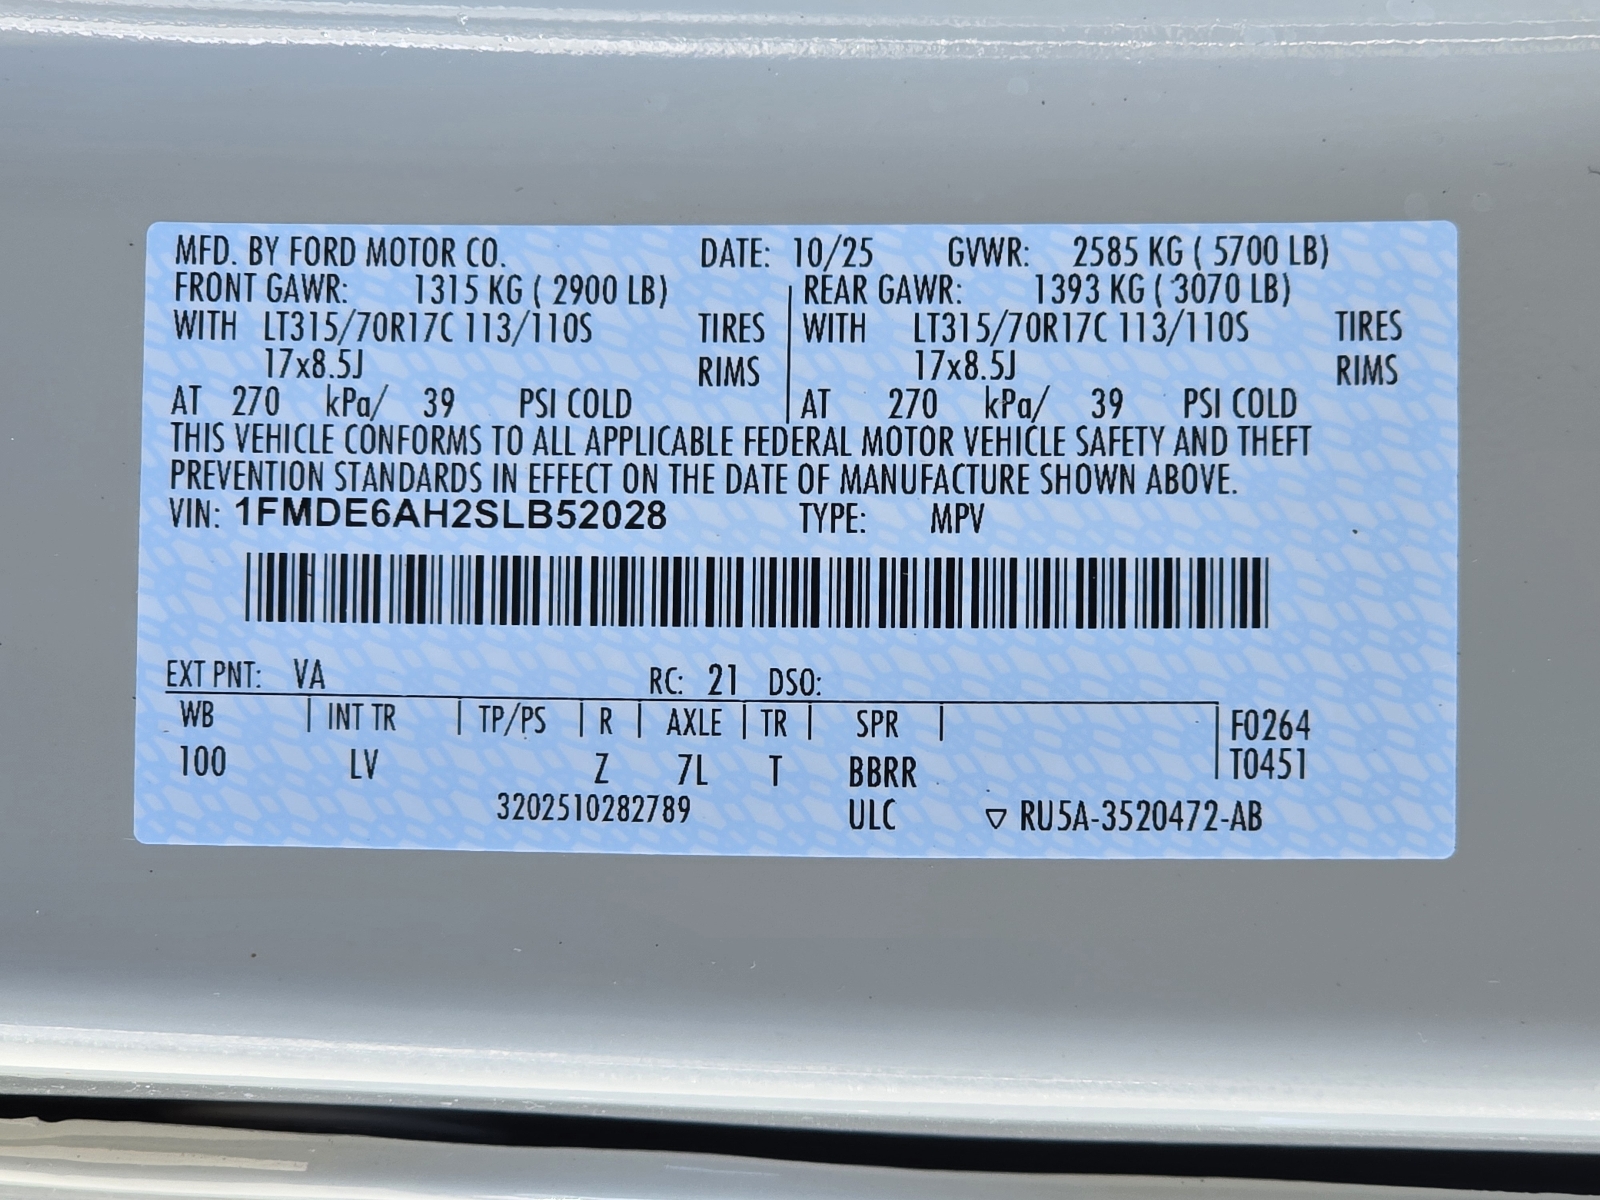 MFD. BY FORD MOTOR CO. DATE: 10/25 GVWR: 2585 KG ( 5700 LB)
FRONT GAWR: 1315 KG ( 2900 LB) REAR GAWR: 1393 KG ( 3070 LB)
WITH LT315/70R17C 113/110S TIRES WITH LT315/70R17C 113/110S TIRES
17x8.5J RIMS 17x8.5J RIMS
AT 270 kPa/ 39 PSI COLD AT 270 kPa/ 39 PSI COLD
THIS VEHICLE CONFORMS TO ALL APPLICABLE FEDERAL MOTOR VEHICLE SAFETY AND THEFT
PREVENTION STANDARDS IN EFFECT ON THE DATE OF MANUFACTURE SHOWN ABOVE.
VIN: 1FMDE6AH2SLB52028 TYPE: MPV
EXT PNT: VA RC: 21 DSO:
WB INT TR TP/PS R AXLE TR SPR F0264
100 LV Z 7L T BBRR T0451
3202510282789 ULC ▽ RU5A-3520472-AB